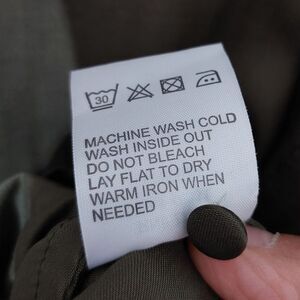 30
MACHINE WASH COLD
WASH INSIDE OUT
DO NOT BLEACH
LAY FLAT TO DRY
WARM IRON WHEN
NEEDED